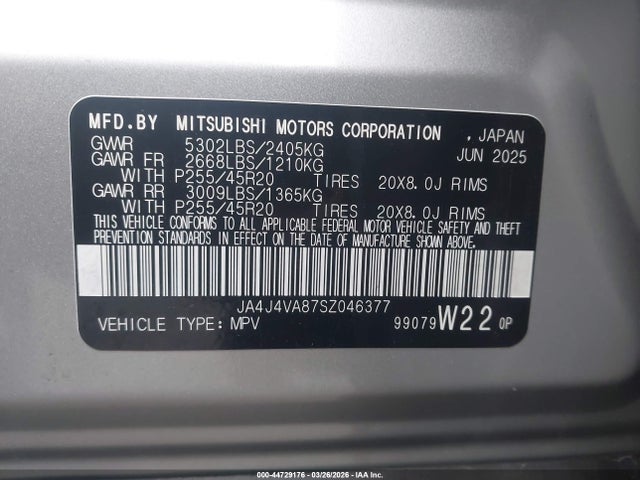 MFD.BY MITSUBISHI MOTORS CORPORATION , JAPAN
GVWR 5302LBS/2405KG JUN 2025
GAWR FR 2668LBS/1210KG
WITH P255/45R20 TIRES 20X8.0J RIMS
GAWR RR 3009LBS/1365KG
WITH P255/45R20 TIRES 20X8.0J RIMS
THIS VEHICLE CONFORMS TO ALL APPLICABLE FEDERAL MOTOR VEHICLE SAFETY AND THEFT
PREVENTION STANDARDS IN EFFECT ON THE DATE OF MANUFACTURE SHOWN ABOVE.
JA4J4VA87SZ046377
VEHICLE TYPE:MPV 99079 W22 0P
000-44729176 | 03/26/2026 | IAA Inc.